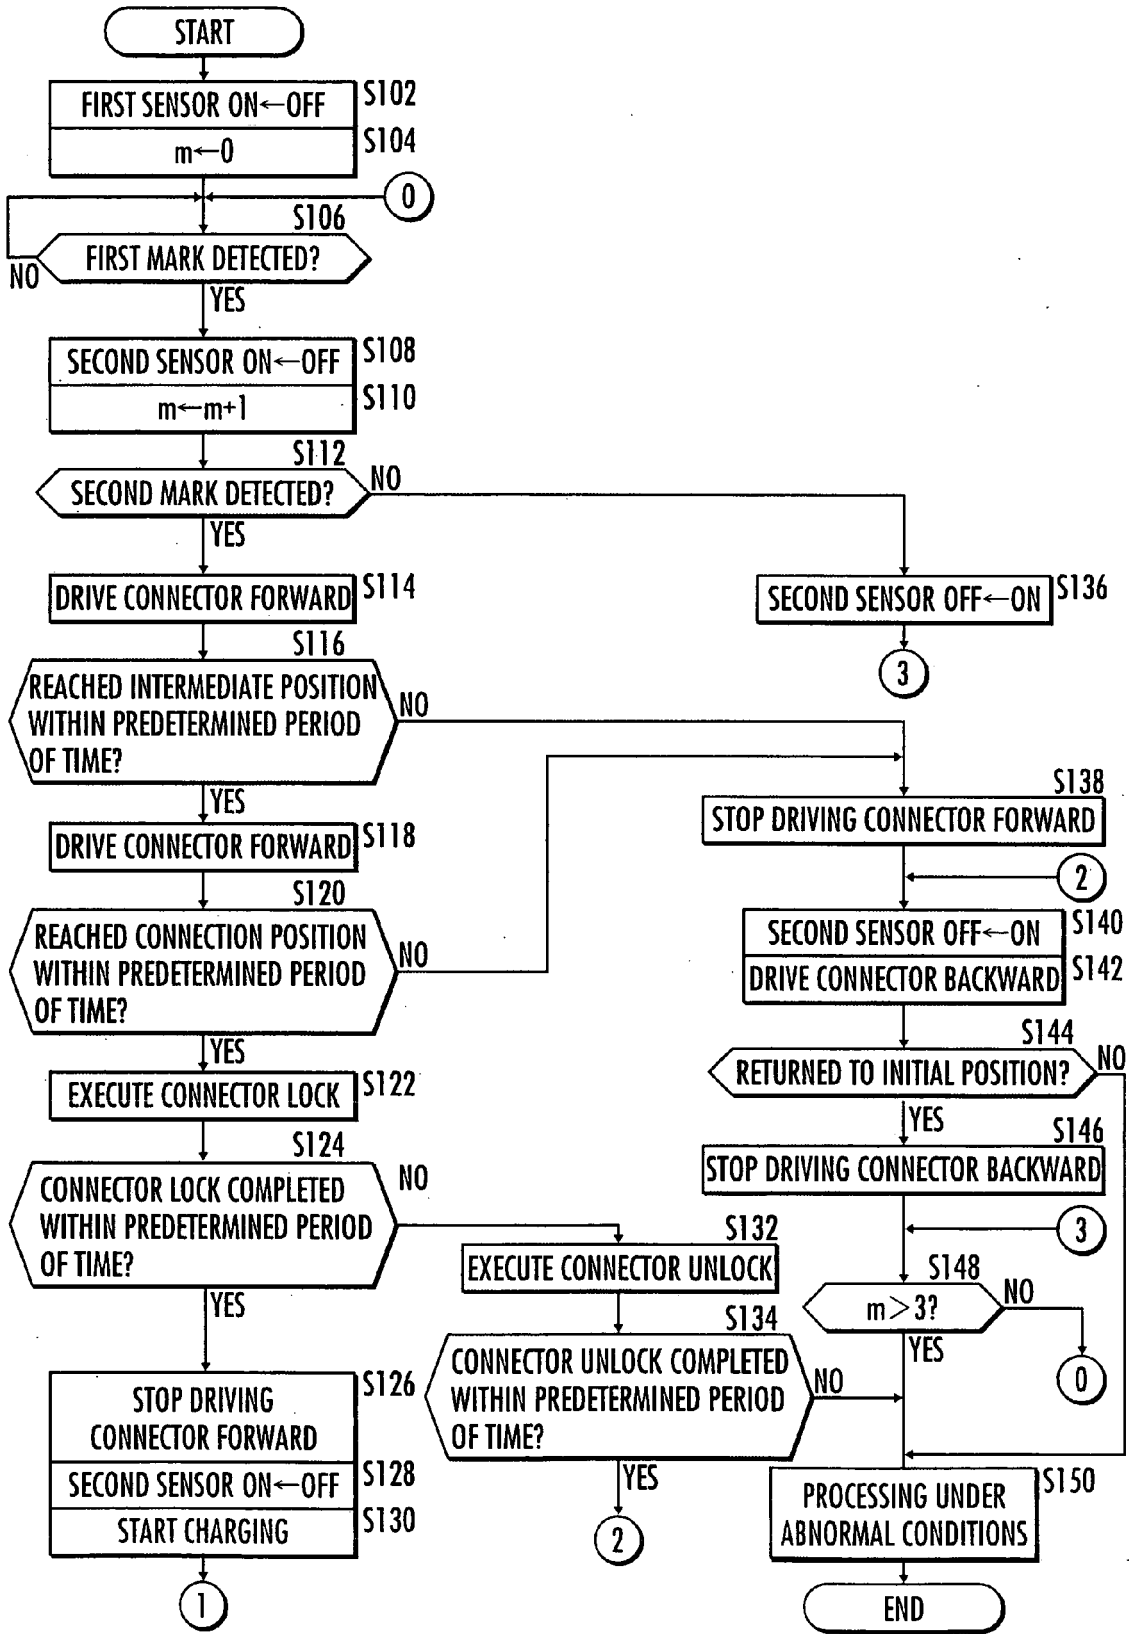 START
FIRST SENSOR ON←OFF
S102
m←0
S104
0
S106
FIRST MARK DETECTED?
NO
YES
SECOND SENSOR ON←OFF
S108
m←m+1
S110
S112
SECOND MARK DETECTED?
NO
YES
DRIVE CONNECTOR FORWARD
S114
S116
REACHED INTERMEDIATE POSITION
WITHIN PREDETERMINED PERIOD
OF TIME?
NO
YES
DRIVE CONNECTOR FORWARD
S118
S120
REACHED CONNECTION POSITION
WITHIN PREDETERMINED PERIOD
OF TIME?
NO
YES
EXECUTE CONNECTOR LOCK
S122
S124
CONNECTOR LOCK COMPLETED
WITHIN PREDETERMINED PERIOD
OF TIME?
NO
YES
STOP DRIVING
CONNECTOR FORWARD
S126
SECOND SENSOR ON←OFF
S128
START CHARGING
S130
1
S132
EXECUTE CONNECTOR UNLOCK
S134
CONNECTOR UNLOCK COMPLETED
WITHIN PREDETERMINED PERIOD
OF TIME?
NO
YES
2
SECOND SENSOR OFF←ON
S136
3
S138
STOP DRIVING CONNECTOR FORWARD
2
SECOND SENSOR OFF←ON
S140
DRIVE CONNECTOR BACKWARD
S142
S144
RETURNED TO INITIAL POSITION?
NO
YES
S146
STOP DRIVING CONNECTOR BACKWARD
3
S148
m>3?
NO
YES
0
PROCESSING UNDER
ABNORMAL CONDITIONS
S150
END